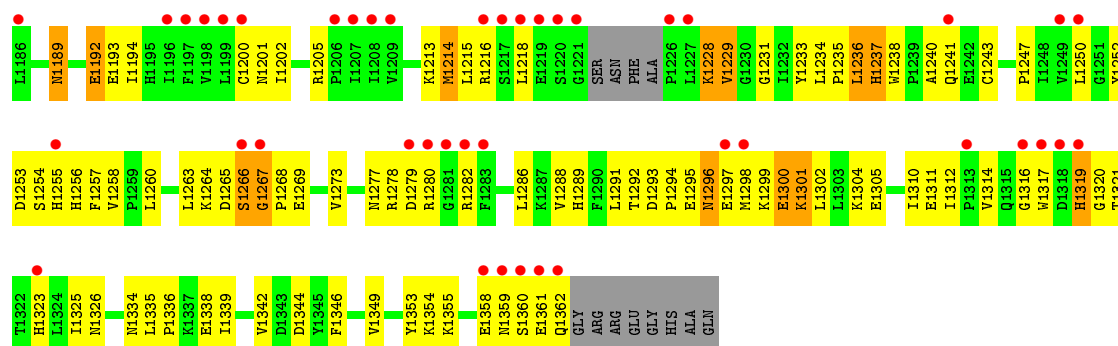 L1186 N1189 E1192 E1193 I1194 H1195 I1196 F1197 V1198 L1199 C1200 N1201 I1202 R1205 P1206 I1207 I1208 V1209 K1213 M1214 L1215 R1216 S1217 L1218 E1219 S1220 G1221 SER ASN PHE ALA P1226 L1227 K1228 V1229 G1230 G1231 I1232 Y1233 L1234 P1235 L1236 H1237 W1238 P1239 A1240 Q1241 E1242 C1243 P1247 I1248 V1249 L1250 G1251 Y1252
D1253 S1254 H1255 H1256 F1257 V1258 P1259 L1260 L1263 K1264 D1265 S1266 G1267 P1268 E1269 V1273 N1277 R1278 D1279 R1280 G1281 R1282 F1283 L1286 K1287 V1288 H1289 F1290 L1291 T1292 D1293 P1294 E1295 N1296 E1297 M1298 K1299 E1300 K1301 L1302 L1303 K1304 E1305 I1310 E1311 I1312 P1313 V1314 Q1315 G1316 W1317 D1318 H1319 G1320 T1321
T1322 H1323 L1324 I1325 N1326 N1334 L1335 P1336 K1337 E1338 I1339 V1342 D1343 D1344 Y1345 F1346 V1349 Y1353 K1354 K1355 E1358 N1359 S1360 E1361 Q1362 GLY ARG ARG GLU GLY HIS ALA GLN